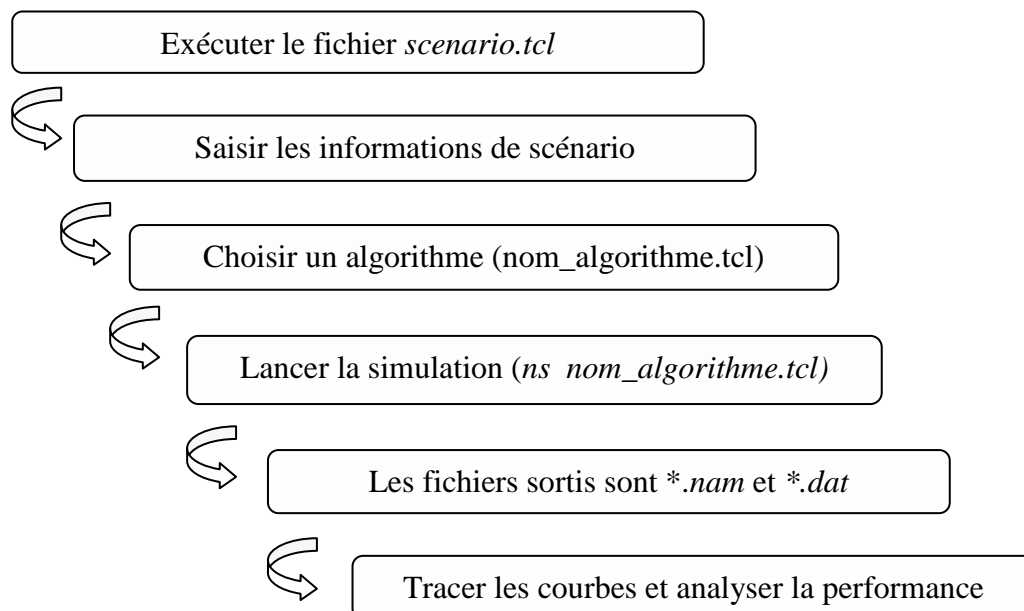 Exécuter le fichier scenario.tcl
Saisir les informations de scénario
Choisir un algorithme (nom_algorithme.tcl)
Lancer la simulation (ns nom_algorithme.tcl)
Les fichiers sortis sont *.nam et *.dat
Tracer les courbes et analyser la performance